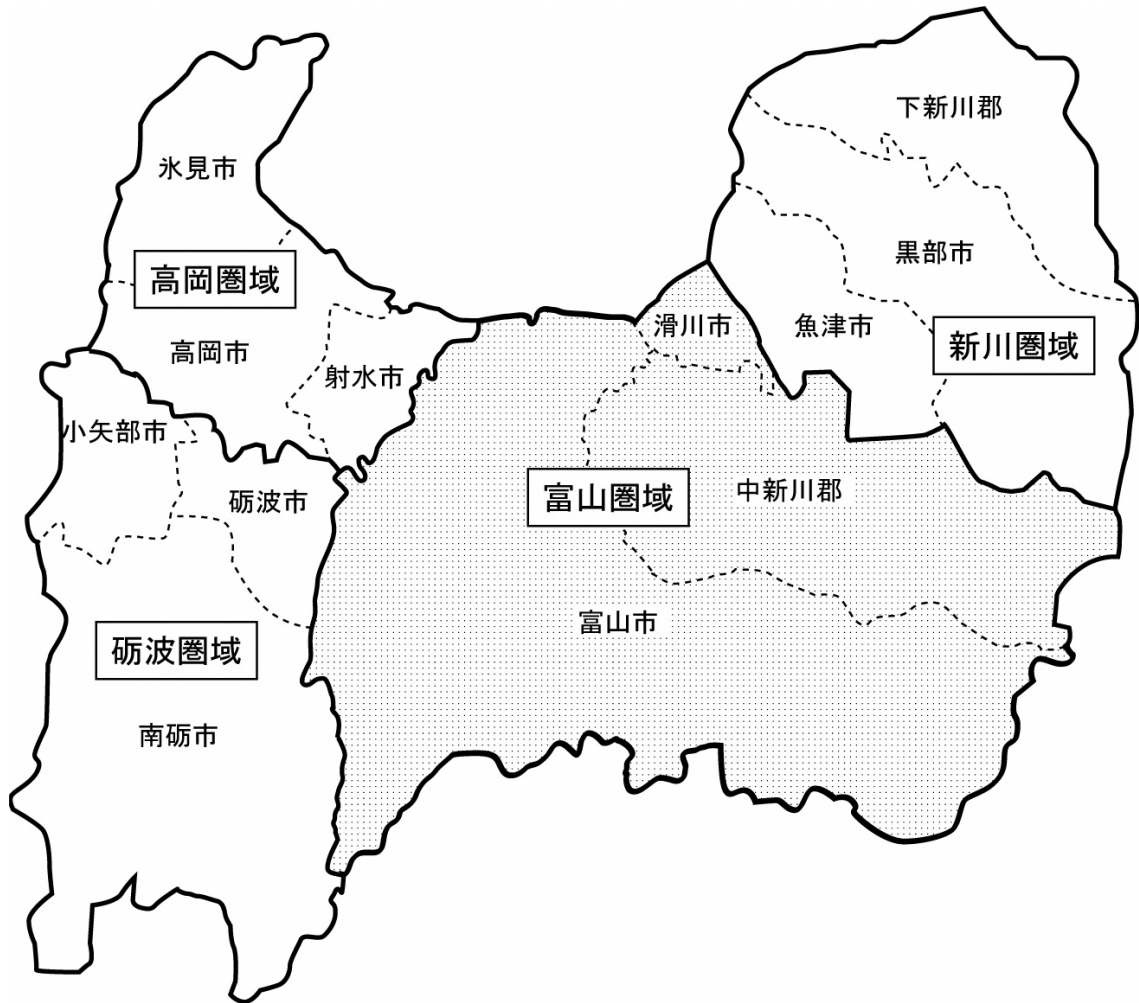 下新川郡
氷見市
黒部市
高岡圏域
滑川市
魚津市
新川圏域
高岡市
射水市
小矢部市
砺波市
富山圏域
中新川郡
富山市
砺波圏域
南砺市